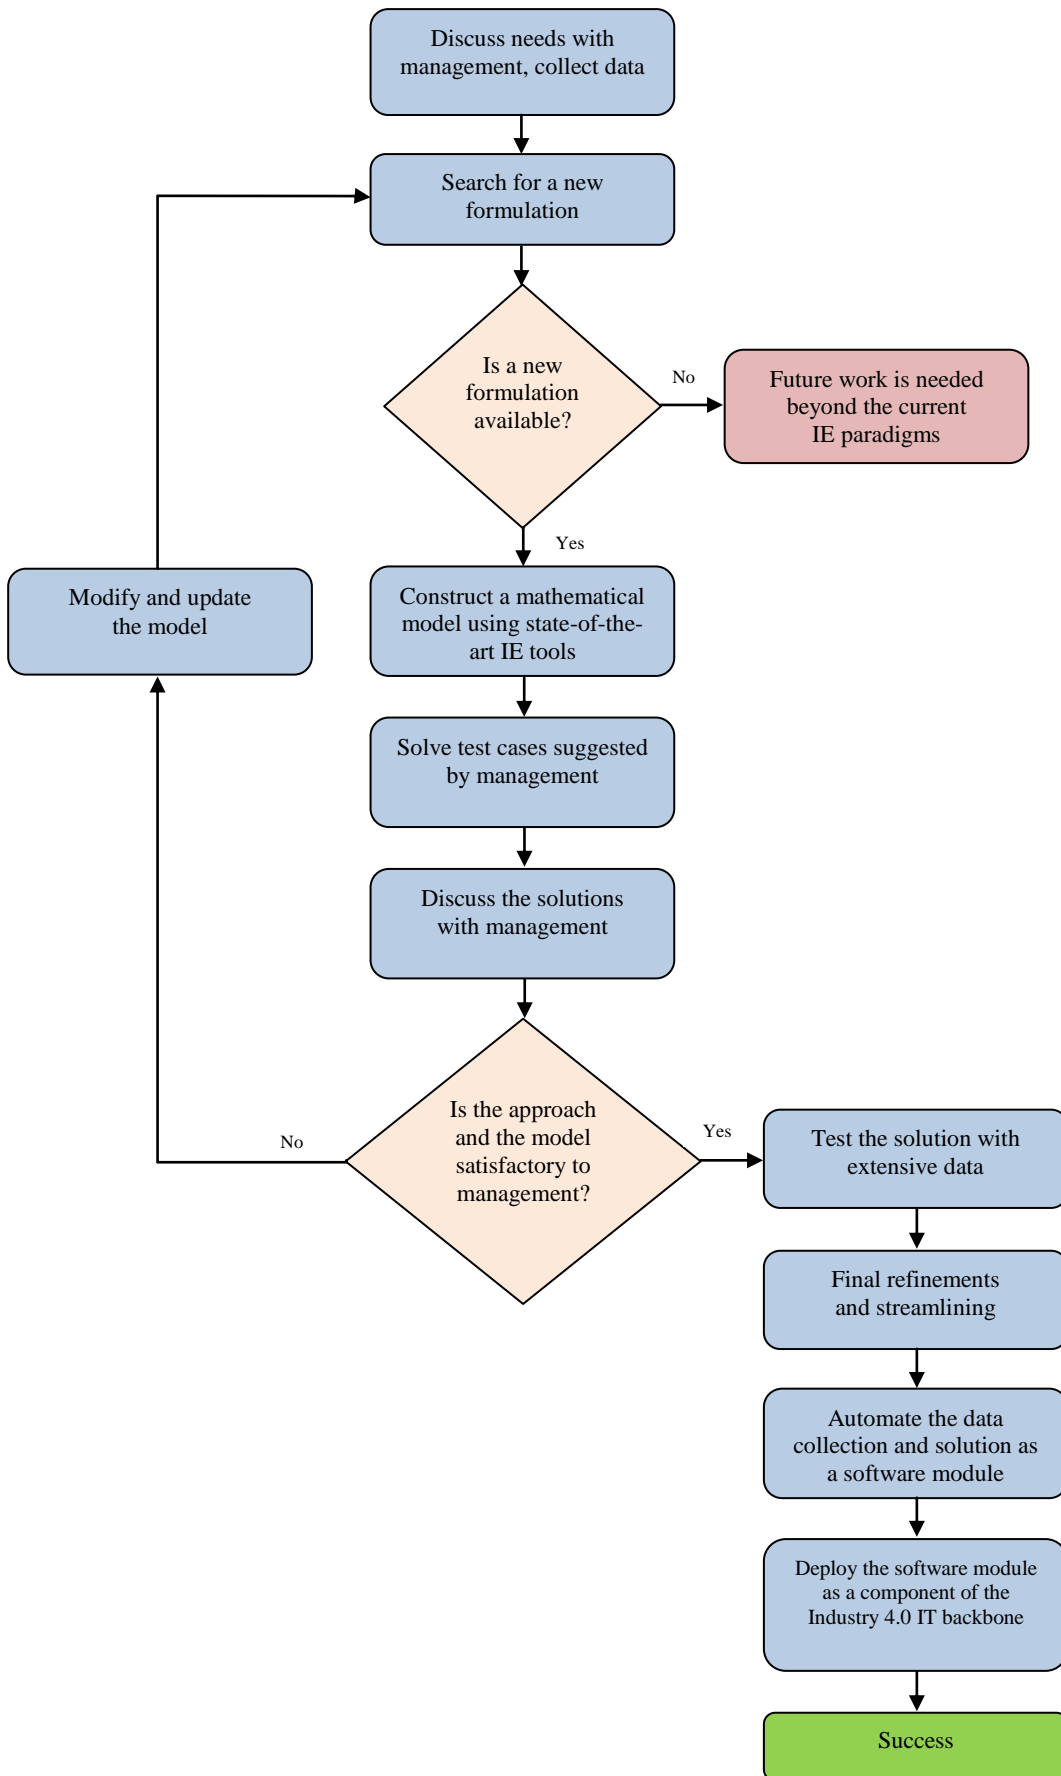 Discuss needs with
management, collect data
Search for a new
formulation
Is a new
formulation
available?
No
Future work is needed
beyond the current
IE paradigms
Yes
Modify and update
the model
Construct a mathematical
model using state-of-the-
art IE tools
Solve test cases suggested
by management
Discuss the solutions
with management
Is the approach
and the model
satisfactory to
management?
No
Yes
Test the solution with
extensive data
Final refinements
and streamlining
Automate the data
collection and solution as
a software module
Deploy the software module
as a component of the
Industry 4.0 IT backbone
Success